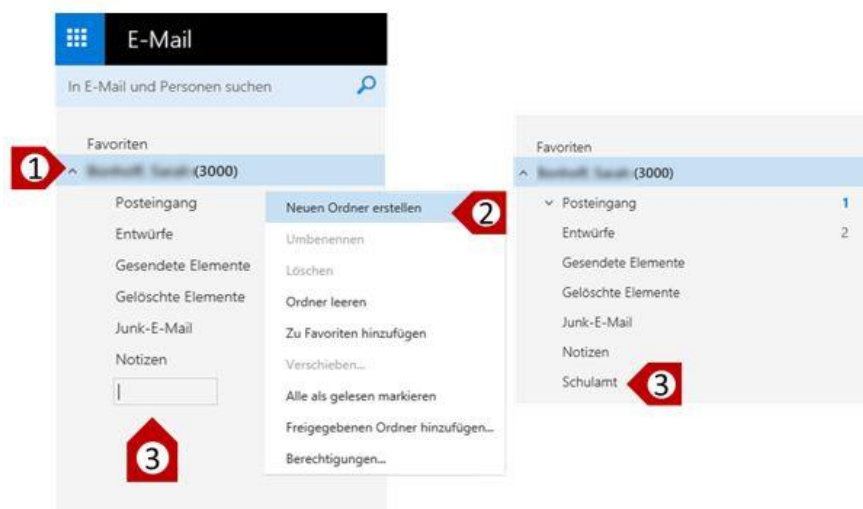 E-Mail
In E-Mail und Personen suchen
Favoriten
1
(3000)
Posteingang
Entwürfe
Gesendete Elemente
Gelöschte Elemente
Junk-E-Mail
Notizen
3
Neuen Ordner erstellen
2
Umbenennen
Löschen
Ordner leeren
Zu Favoriten hinzufügen
Verschieben...
Alle als gelesen markieren
Freigegebenen Ordner hinzufügen...
Berechtigungen...
Favoriten
(3000)
Posteingang 1
Entwürfe 2
Gesendete Elemente
Gelöschte Elemente
Junk-E-Mail
Notizen
Schulamt 3